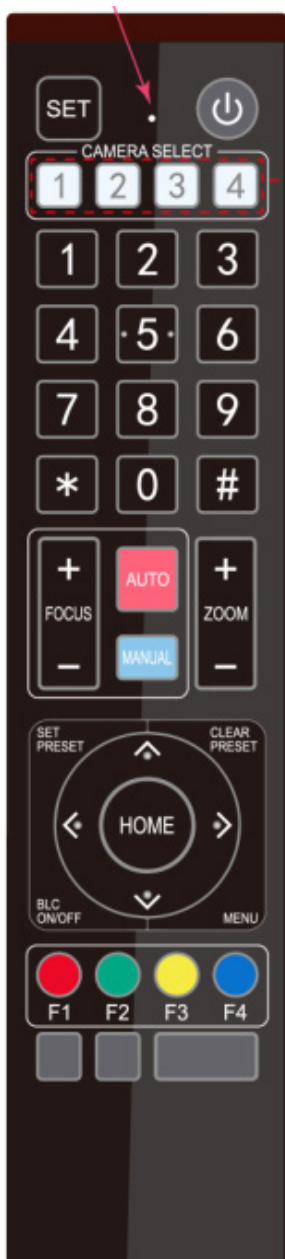 SET
CAMERA SELECT
1 2 3 4
1 2 3
4 ·5· 6
7 8 9
* 0 #
+ AUTO +
FOCUS ZOOM
- MANUAL -
SET PRESET
CLEAR PRESET
HOME
BLC ON/OFF
MENU
F1 F2 F3 F4